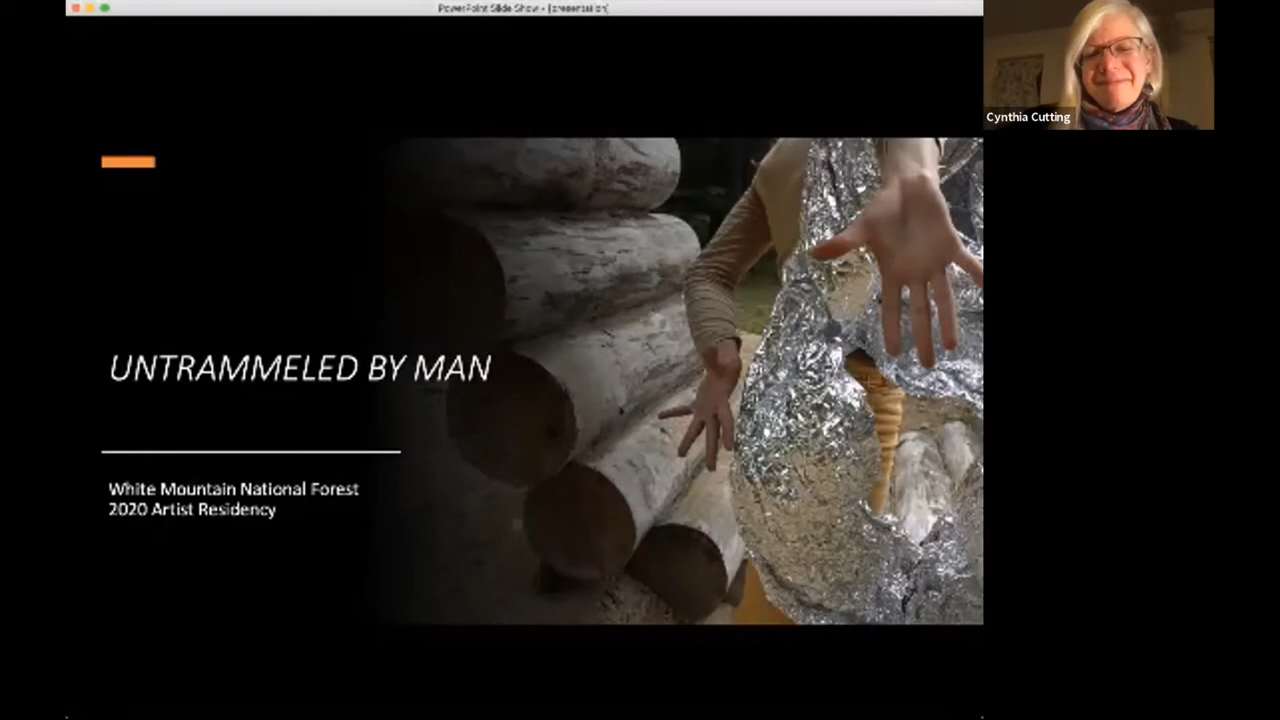 PowerPoint Slide Show - [presentation]
Cynthia Cutting
UNTRAMMELED BY MAN
White Mountain National Forest
2020 Artist Residency